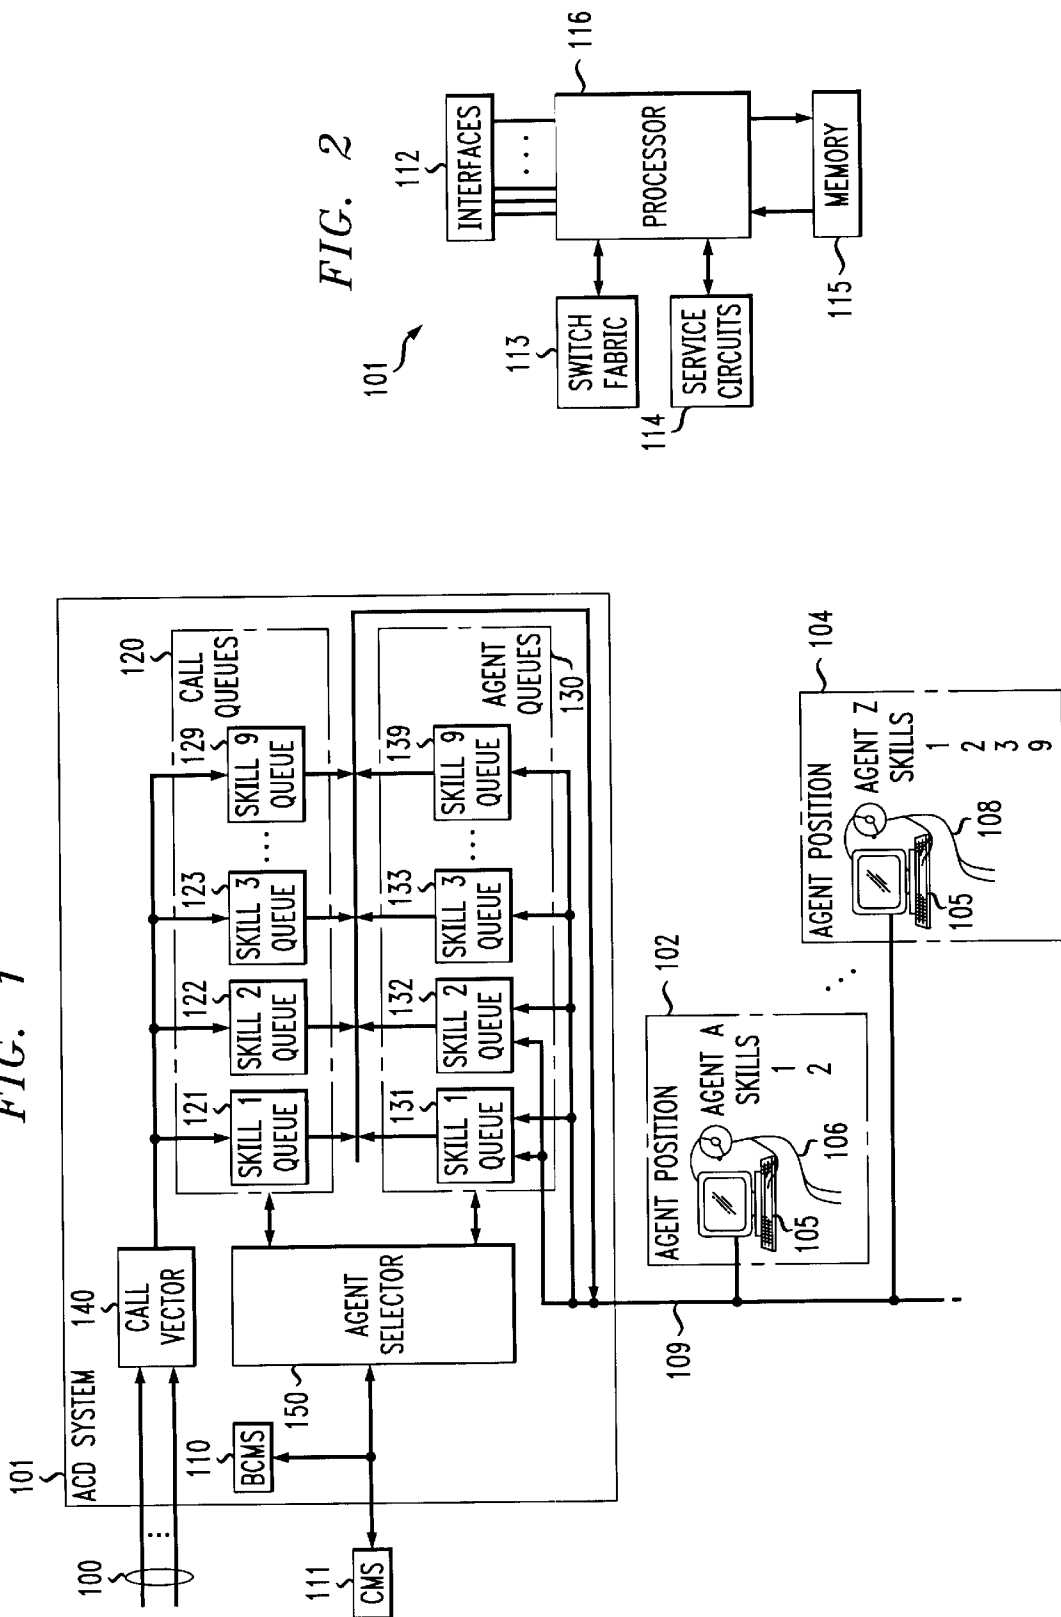 FIG. 1
101
ACD SYSTEM
100
140
CALL
VECTOR
120
CALL
QUEUES
121
SKILL 1
QUEUE
122
SKILL 2
QUEUE
123
SKILL 3
QUEUE
...
129
SKILL 9
QUEUE
110
BCMS
111
CMS
150
AGENT
SELECTOR
AGENT
QUEUES
130
131
SKILL 1
QUEUE
132
SKILL 2
QUEUE
133
SKILL 3
QUEUE
...
139
SKILL 9
QUEUE
109
102
AGENT POSITION
AGENT A
SKILLS
1
2
105
106
...
104
AGENT POSITION
AGENT Z
SKILLS
1
2
3
9
105
108
FIG. 2
101
112
INTERFACES
...
113
SWITCH
FABRIC
116
PROCESSOR
114
SERVICE
CIRCUITS
115
MEMORY